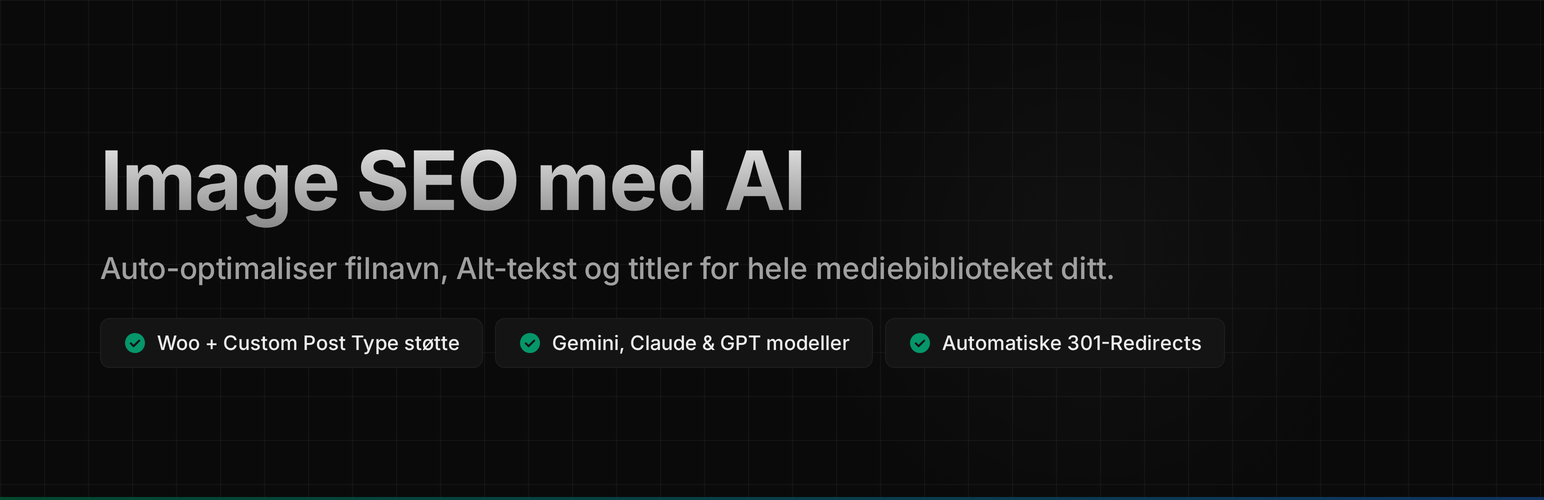 Image SEO med AI
Auto-optimaliser filnavn, Alt-tekst og titler for hele mediebiblioteket ditt.
Woo + Custom Post Type støtte
Gemini, Claude & GPT modeller
Automatiske 301-Redirects